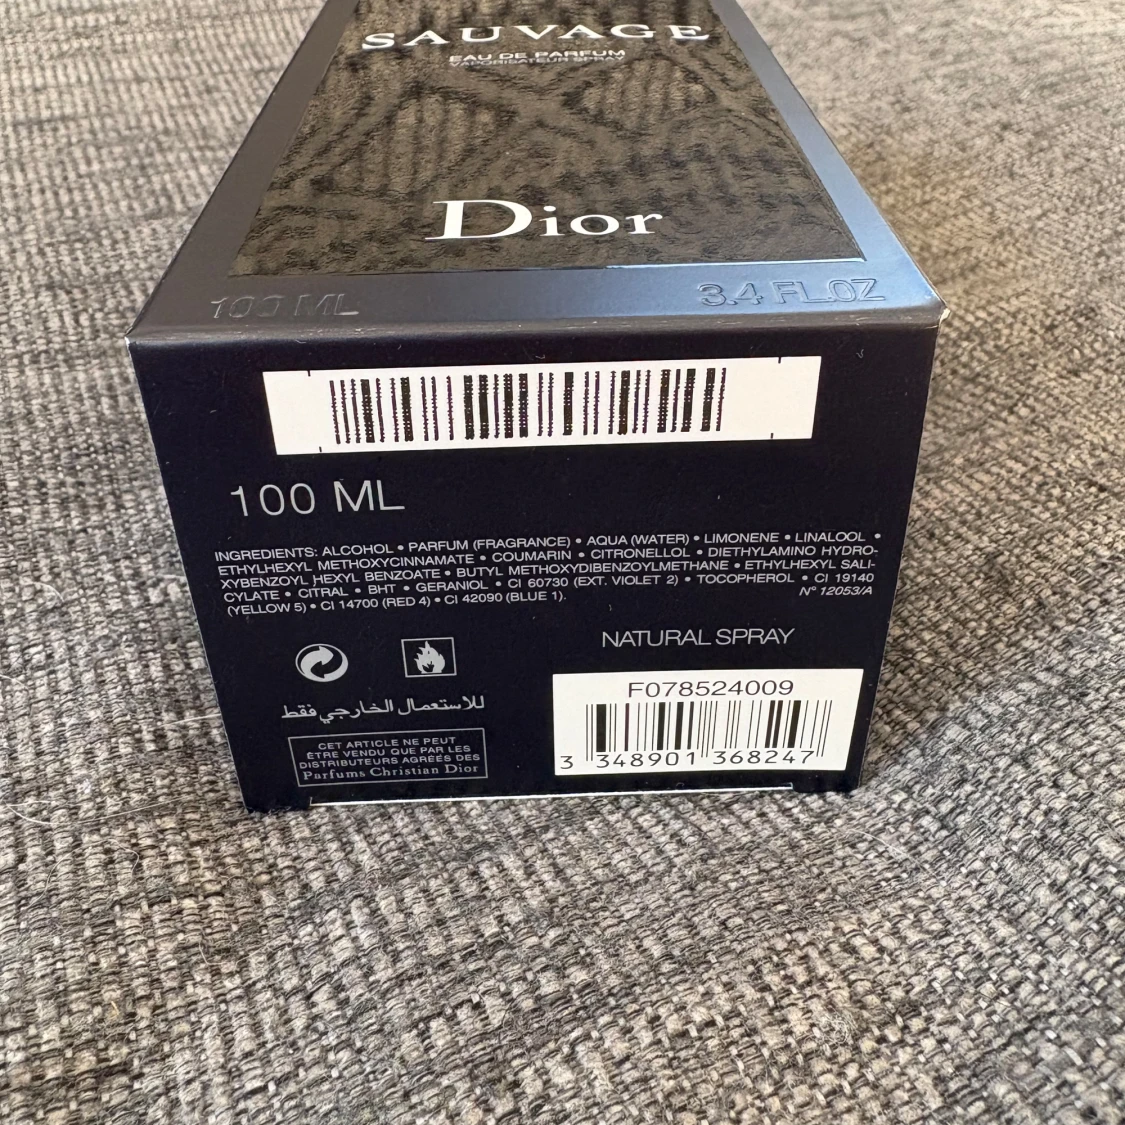 SAUVAGE
EAU DE PARFUM
VAPORISATEUR SPRAY
Dior
100 ML
3.4 FL.OZ
100 ML
INGREDIENTS: ALCOHOL • PARFUM (FRAGRANCE) • AQUA (WATER) • LIMONENE • LINALOOL •
ETHYLHEXYL METHOXYCINNAMATE • COUMARIN • CITRONELLOL • DIETHYLAMINO HYDRO-
XYBENZOYL HEXYL BENZOATE • BUTYL METHOXYDIBENZOYLMETHANE • ETHYLHEXYL SALI-
CYLATE • CITRAL • BHT • GERANIOL • CI 60730 (EXT. VIOLET 2) • TOCOPHEROL • CI 19140
(YELLOW 5) • CI 14700 (RED 4) • CI 42090 (BLUE 1).
N° 12053/A
NATURAL SPRAY
للاستعمال الخارجي فقط
CET ARTICLE NE PEUT
ÊTRE VENDU QUE PAR LES
DISTRIBUTEURS AGRÉÉS DES
Parfums Christian Dior
F078524009
3 348901 368247